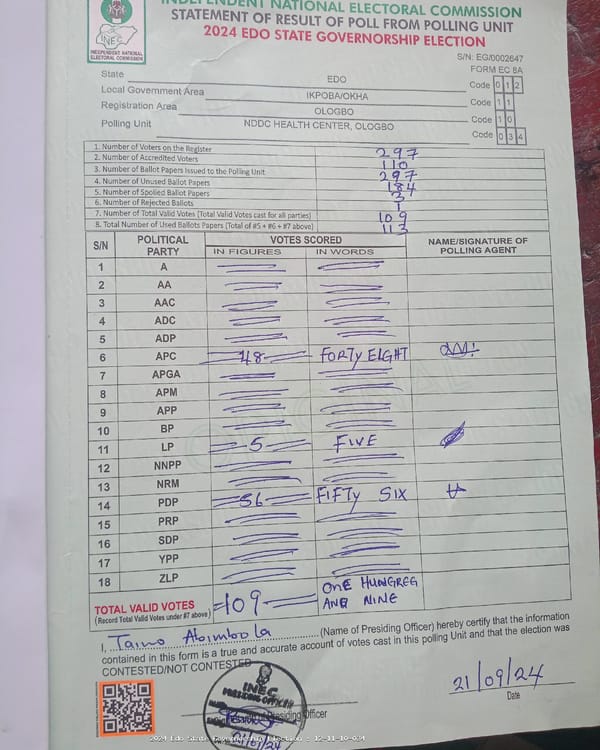 INDEPENDENT NATIONAL ELECTORAL COMMISSION
STATEMENT OF RESULT OF POLL FROM POLLING UNIT
2024 EDO STATE GOVERNORSHIP ELECTION
INEC
INDEPENDENT NATIONAL
ELECTORAL COMMISSION
S/N: EG/0002647
FORM EC 8A
State EDO Code 0 1 2
Local Government Area IKPOBA/OKHA Code 1 1
Registration Area OLOGBO Code 1 0
Polling Unit NDDC HEALTH CENTER, OLOGBO Code 0 3 4
1. Number of Voters on the Register 297
2. Number of Accredited Voters 110
3. Number of Ballot Papers Issued to the Polling Unit 297
4. Number of Unused Ballot Papers 184
5. Number of Spoiled Ballot Papers 3
6. Number of Rejected Ballots 1
7. Number of Total Valid Votes (Total Valid Votes cast for all parties) 109
8. Total Number of Used Ballots Papers (Total of #5 + #6 + #7 above) 113
S/N POLITICAL PARTY VOTES SCORED NAME/SIGNATURE OF POLLING AGENT
IN FIGURES IN WORDS
1 A
2 AA
3 AAC
4 ADC
5 ADP
6 APC 48 FORTY EIGHT
7 APGA
8 APM
9 APP
10 BP
11 LP 5 FIVE
12 NNPP
13 NRM
14 PDP 56 FIFTY SIX
15 PRP
16 SDP
17 YPP
18 ZLP
TOTAL VALID VOTES 109 ONE HUNGREG
(Record Total Valid Votes under #7 above) ANG NINE
I, Taiwo Abimbola (Name of Presiding Officer) hereby certify that the information
contained in this form is a true and accurate account of votes cast in this polling Unit and that the election was
CONTESTED/NOT CONTESTED
INEC
PRESIDING OFFICER
21/09/24
Date
Presiding Officer
2024 Edo State Governorship Election : 12-11-10-034